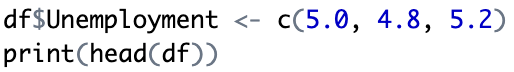 df$Unemployment <- c(5.0, 4.8, 5.2)
print(head(df))